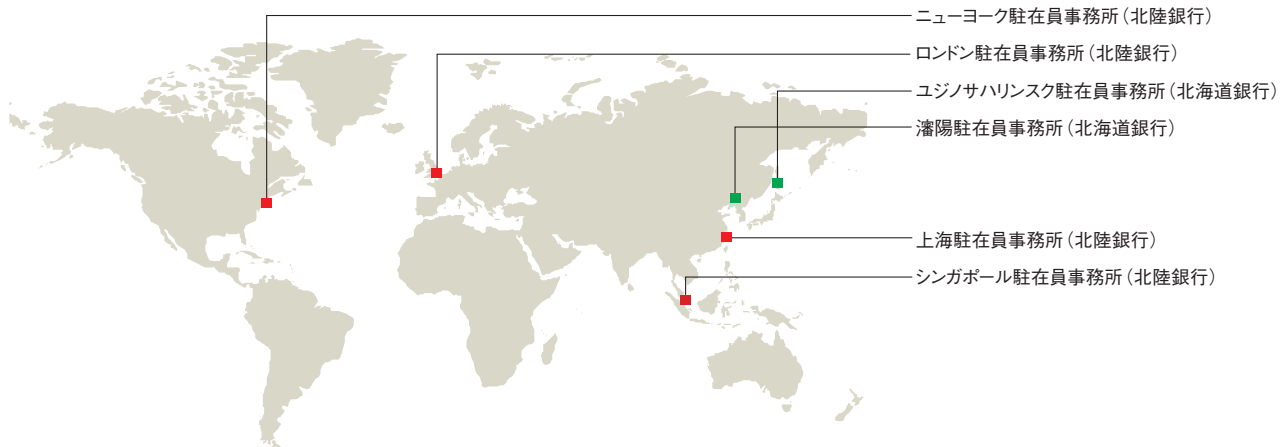 ニューヨーク駐在員事務所（北陸銀行）
ロンドン駐在員事務所（北陸銀行）
ユジノサハリンスク駐在員事務所（北海道銀行）
瀋陽駐在員事務所（北海道銀行）
上海駐在員事務所（北陸銀行）
シンガポール駐在員事務所（北陸銀行）